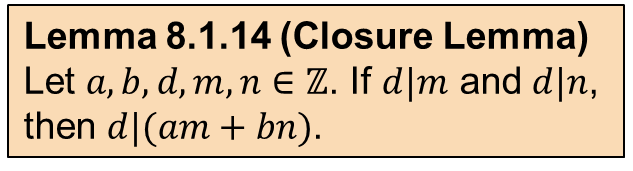 Lemma 8.1.14 (Closure Lemma)
Let 𝑎, 𝑏, 𝑑, 𝑚, 𝑛 ∈ ℤ. If 𝑑|𝑚 and 𝑑|𝑛,
then 𝑑|(𝑎𝑚 + 𝑏𝑛).